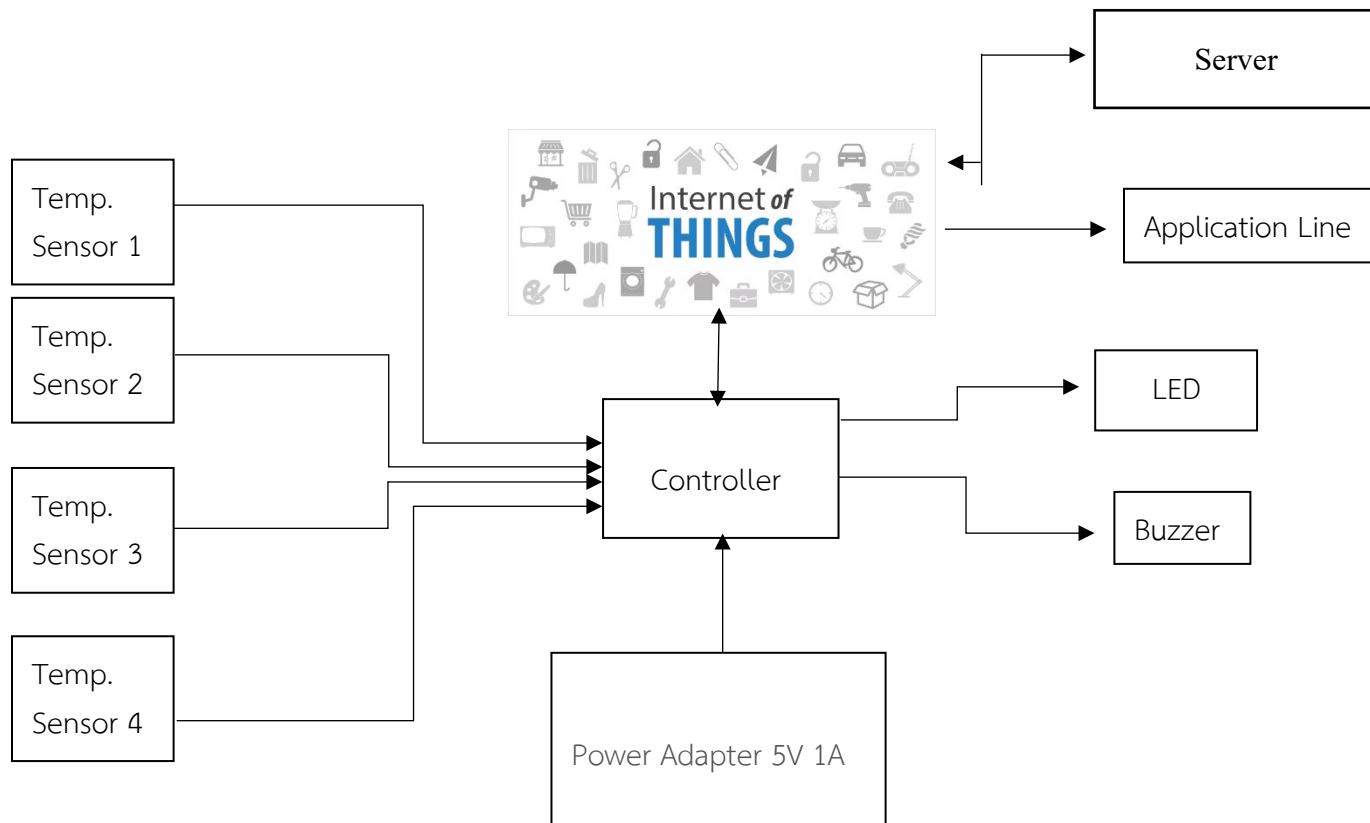 Server
Internet of
THINGS
Application Line
Temp.
Sensor 1
Temp.
Sensor 2
Temp.
Sensor 3
Temp.
Sensor 4
Controller
LED
Buzzer
Power Adapter 5V 1A